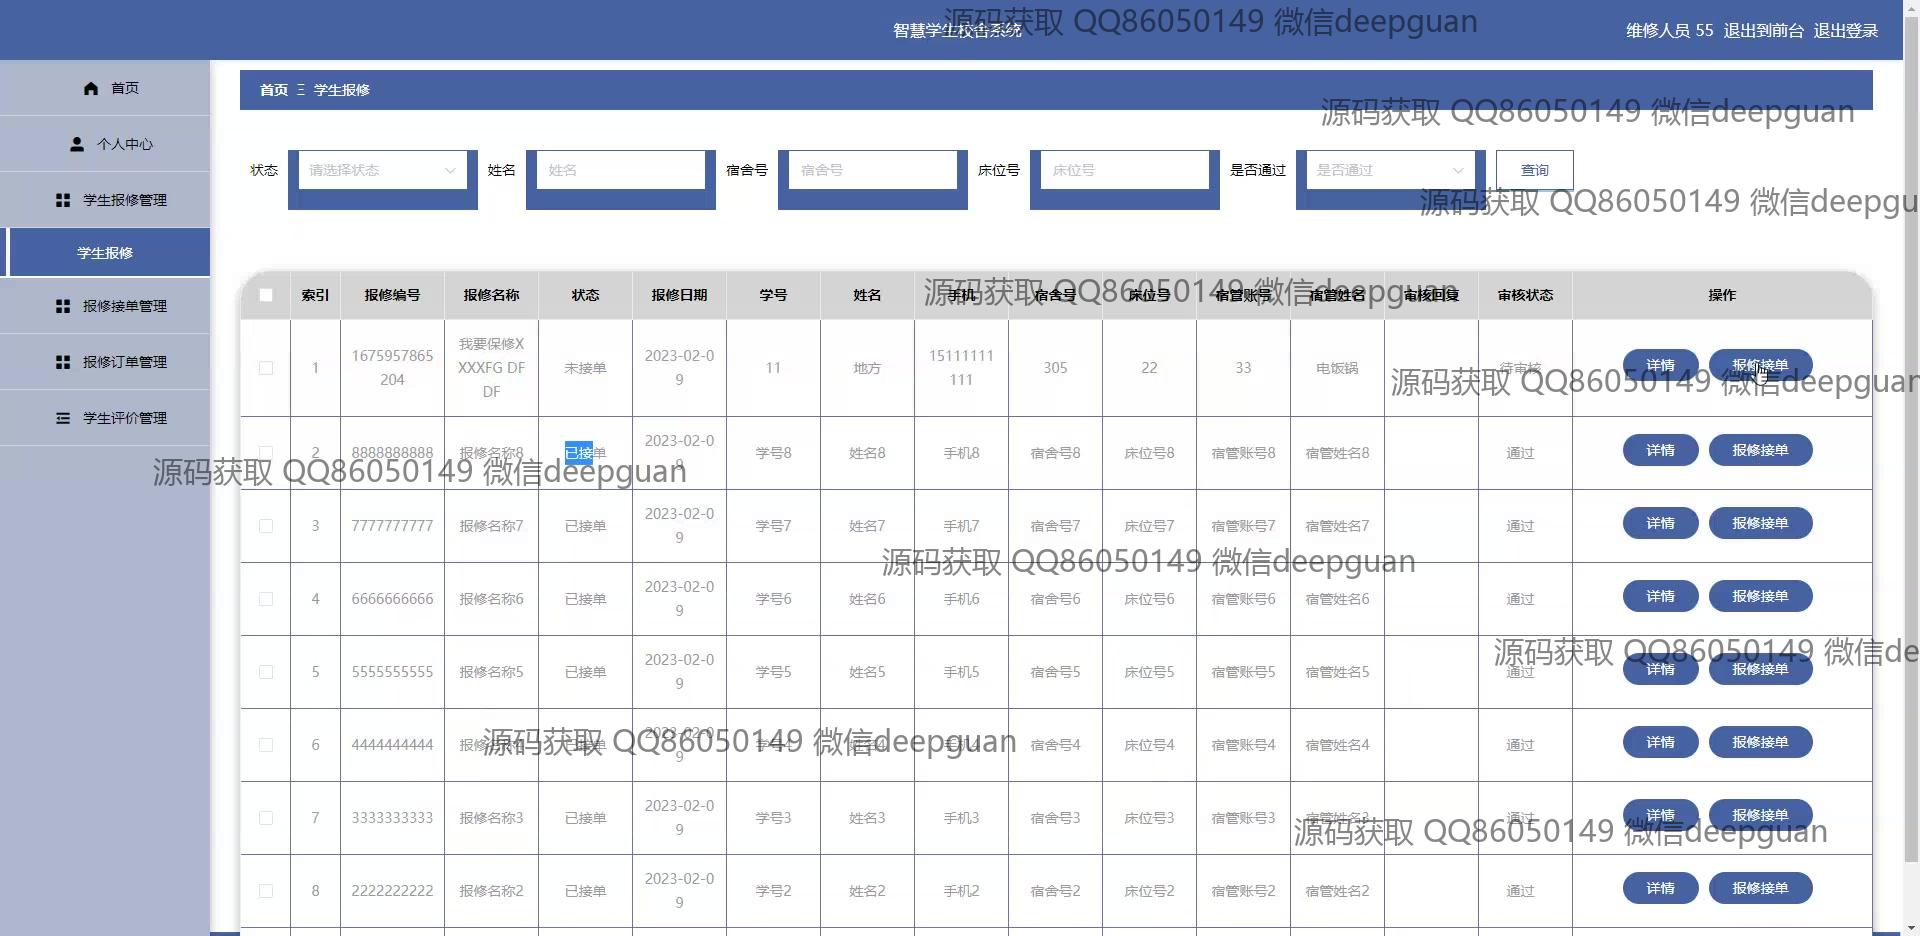 智慧学生校舍系统
源码获取 QQ86050149 微信deepguan
维修人员 55 退出到前台 退出登录
首页
个人中心
学生报修管理
学生报修
报修接单管理
报修订单管理
学生评价管理
首页 Ξ 学生报修
源码获取 QQ86050149 微信deepguan
状态 请选择状态 姓名 姓名 宿舍号 宿舍号 床位号 床位号 是否通过 是否通过 查询
源码获取 QQ86050149 微信deepgu
索引 报修编号 报修名称 状态 报修日期 学号 姓名 手机 宿舍号 床位号 宿管账号 宿管姓名 审核回复 审核状态 操作
源码获取 QQ86050149 微信deepguan
1 1675957865204 我要保修XXXXFG DFDF 未接单 2023-02-09 11 地方 15111111111 305 22 33 电饭锅 待审核 详情 报修接单
源码获取 QQ86050149 微信deepguan
2 8888888888 报修名称8 已接单 2023-02-09 学号8 姓名8 手机8 宿舍号8 床位号8 宿管账号8 宿管姓名8 通过 详情 报修接单
源码获取 QQ86050149 微信deepguan
3 7777777777 报修名称7 已接单 2023-02-09 学号7 姓名7 手机7 宿舍号7 床位号7 宿管账号7 宿管姓名7 通过 详情 报修接单
源码获取 QQ86050149 微信deepguan
4 6666666666 报修名称6 已接单 2023-02-09 学号6 姓名6 手机6 宿舍号6 床位号6 宿管账号6 宿管姓名6 通过 详情 报修接单
源码获取 QQ86050149 微信de
5 5555555555 报修名称5 已接单 2023-02-09 学号5 姓名5 手机5 宿舍号5 床位号5 宿管账号5 宿管姓名5 通过 详情 报修接单
源码获取 QQ86050149 微信deepguan
6 4444444444 报修名称4 已接单 2023-02-09 学号4 姓名4 手机4 宿舍号4 床位号4 宿管账号4 宿管姓名4 通过 详情 报修接单
7 3333333333 报修名称3 已接单 2023-02-09 学号3 姓名3 手机3 宿舍号3 床位号3 宿管账号3 宿管姓名3 通过 详情 报修接单
源码获取 QQ86050149 微信deepguan
8 2222222222 报修名称2 已接单 2023-02-09 学号2 姓名2 手机2 宿舍号2 床位号2 宿管账号2 宿管姓名2 通过 详情 报修接单